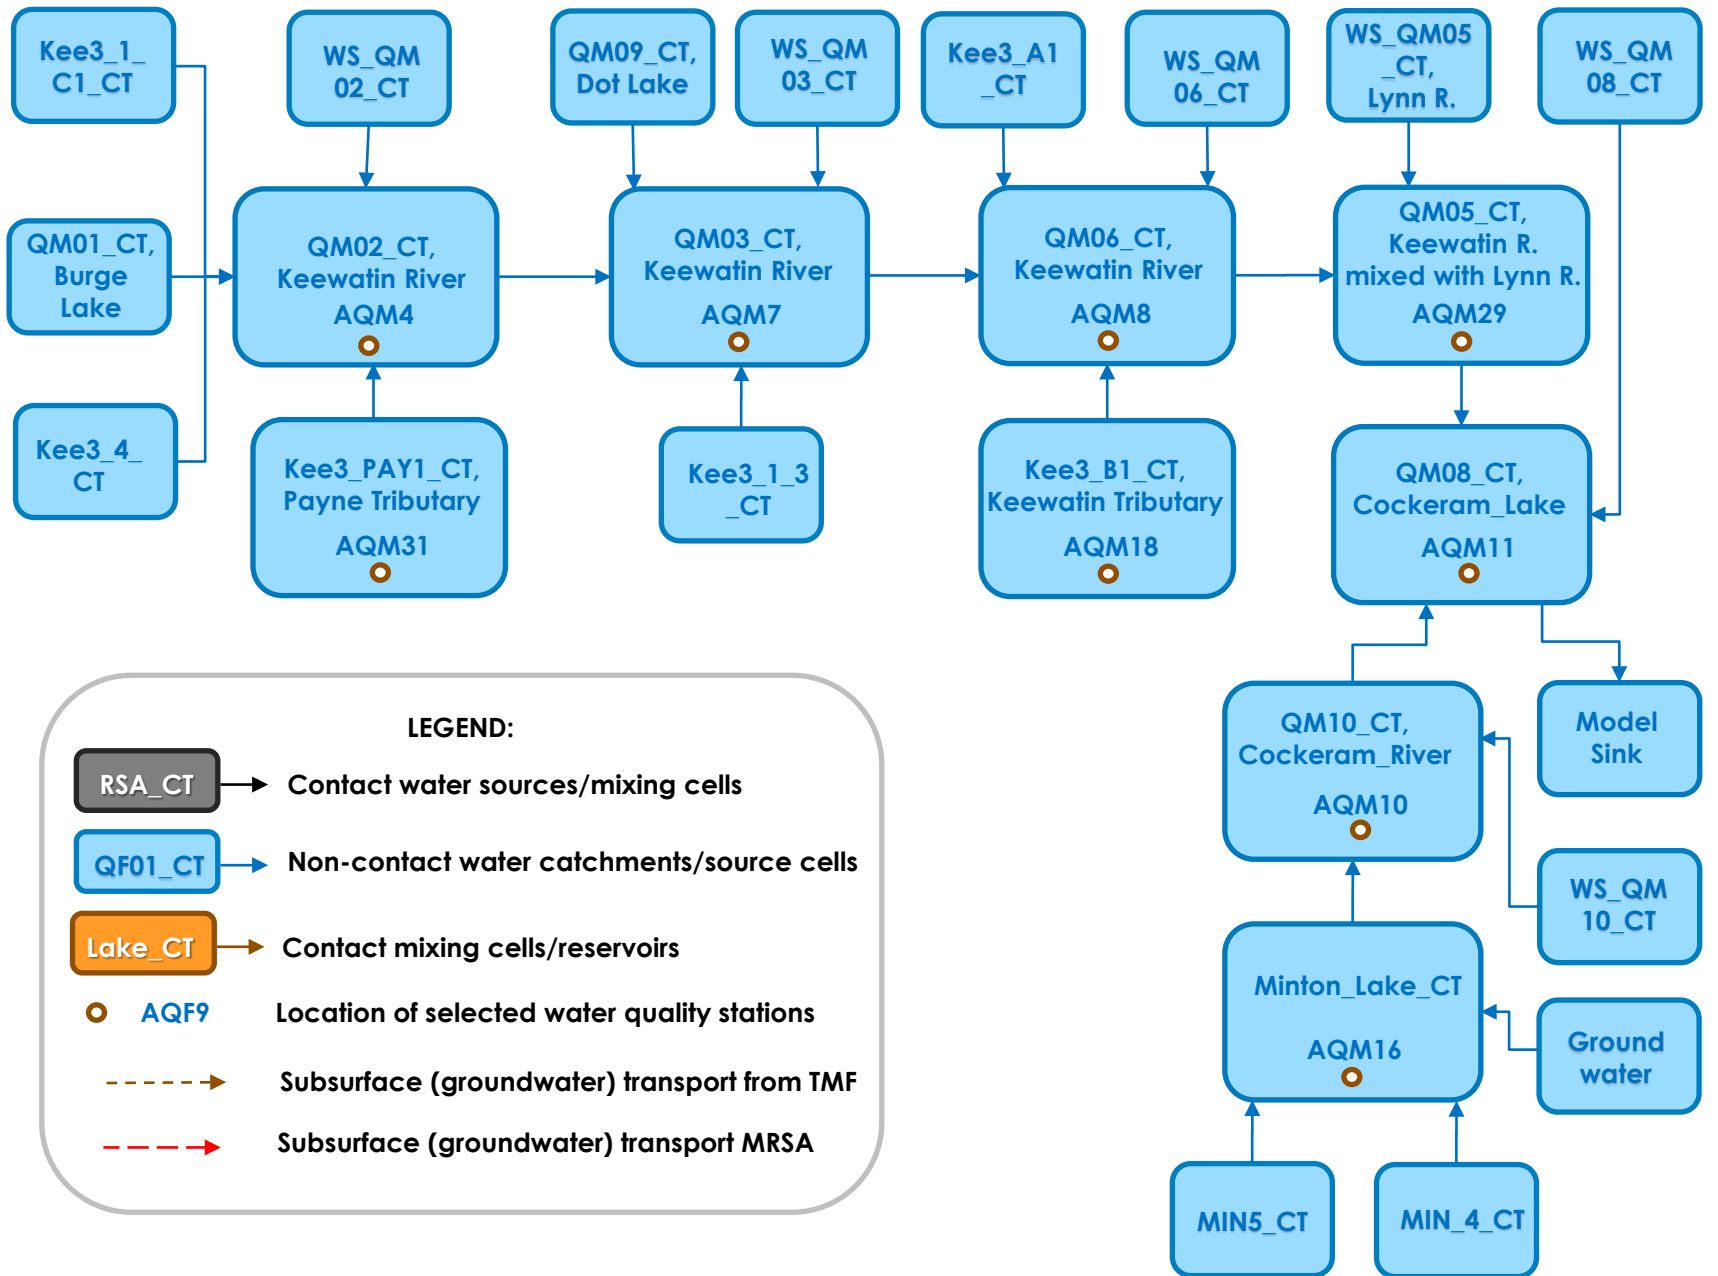 Kee3_1_
C1_CT
WS_QM
02_CT
QM09_CT,
Dot Lake
WS_QM
03_CT
Kee3_A1
_CT
WS_QM
06_CT
WS_QM05
_CT,
Lynn R.
WS_QM
08_CT
QM01_CT,
Burge
Lake
QM02_CT,
Keewatin River
AQM4
QM03_CT,
Keewatin River
AQM7
QM06_CT,
Keewatin River
AQM8
QM05_CT,
Keewatin R.
mixed with Lynn R.
AQM29
Kee3_4_
CT
Kee3_PAY1_CT,
Payne Tributary
AQM31
Kee3_1_3
_CT
Kee3_B1_CT,
Keewatin Tributary
AQM18
QM08_CT,
Cockeram_Lake
AQM11
QM10_CT,
Cockeram_River
AQM10
Model
Sink
WS_QM
10_CT
Minton_Lake_CT
AQM16
Ground
water
MIN5_CT
MIN_4_CT
LEGEND:
RSA_CT Contact water sources/mixing cells
QF01_CT Non-contact water catchments/source cells
Lake_CT Contact mixing cells/reservoirs
AQF9 Location of selected water quality stations
Subsurface (groundwater) transport from TMF
Subsurface (groundwater) transport MRSA